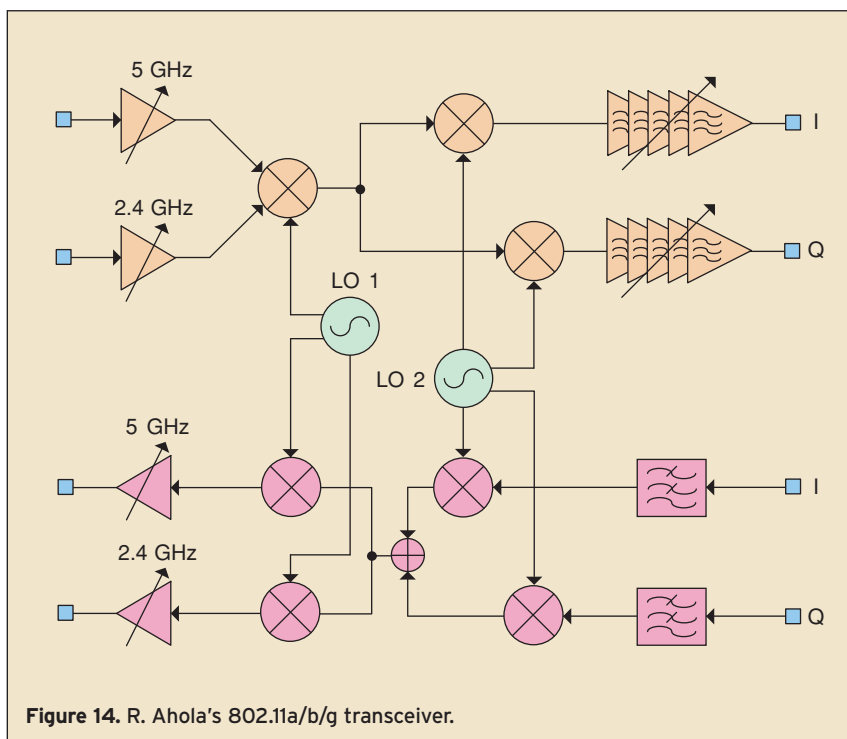 5 GHz
I
2.4 GHz
Q
LO 1
LO 2
5 GHz
I
2.4 GHz
Q
Figure 14. R. Ahola's 802.11a/b/g transceiver.